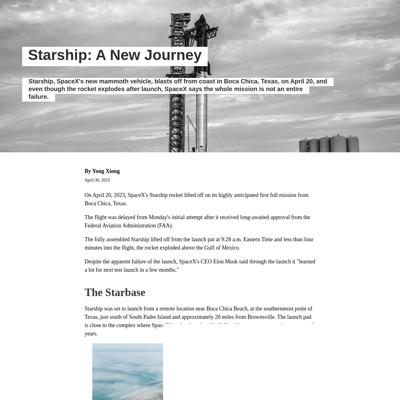 Starship: A New Journey
Starship, SpaceX's new mammoth vehicle, blasts off from coast in Boca Chica, Texas, on April 20, and
even though the rocket explodes after launch, SpaceX says the whole mission is not an entire
failure.
By Yong Xiong
April 30, 2023
On April 20, 2023, SpaceX's Starship rocket lifted off on its highly anticipated first full mission from
Boca Chica, Texas.
The flight was delayed from Monday's initial attempt after it received long-awaited approval from the
Federal Aviation Administration (FAA).
The fully assembled Starship lifted off from the launch pat at 9:28 a.m. Eastern Time and less than four
minutes into the flight, the rocket exploded above the Gulf of Mexico.
Despite the apparent failure of the launch, SpaceX's CEO Elon Musk said through the launch it "learned
a lot for next test launch in a few months."
The Starbase
Starship was set to launch from a remote location near Boca Chica Beach, at the southernmost point of
Texas, just south of South Padre Island and approximately 20 miles from Brownsville. The launch pad
is close to the complex where
years.